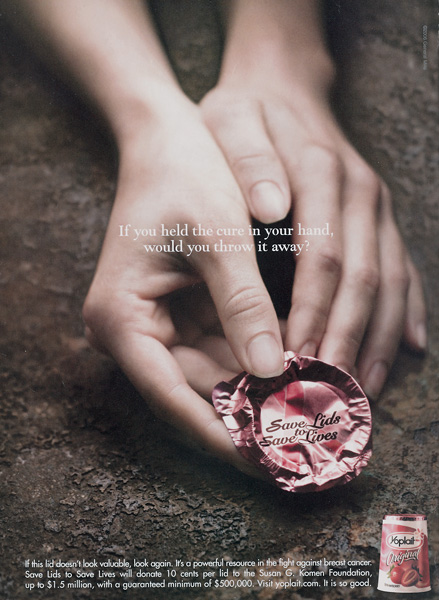 If you held the cure in your hand,
would you throw it away?
Save Lids
to
Save Lives
Yoplait
Original
If this lid doesn't look valuable, look again. It's a powerful resource in the fight against breast cancer.
Save Lids to Save Lives will donate 10 cents per lid to the Susan G. Komen Foundation,
up to $1.5 million, with a guaranteed minimum of $500,000. Visit yoplait.com. It is so good.